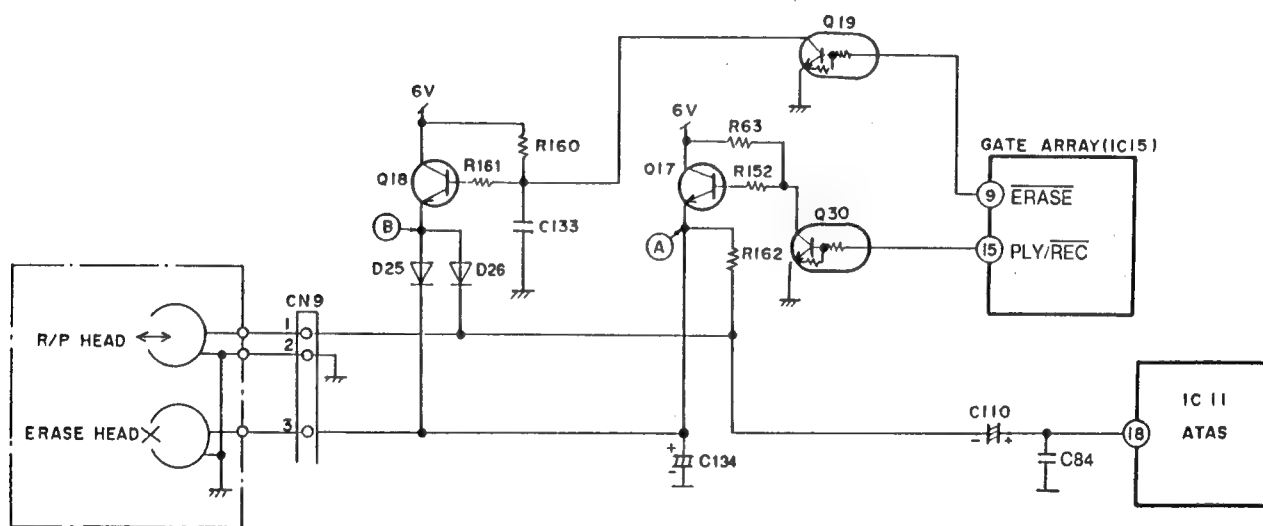 Q19
6V
R160
R161
Q18
C133
B
D25
D26
6V
R63
Q17
R152
Q30
A
R162
GATE ARRAY(IC15)
9 ERASE
15 PLY/REC
CN9
R/P HEAD
1
2
ERASE HEAD
3
+
-
C134
C110
- +
C84
18
IC 11
ATAS